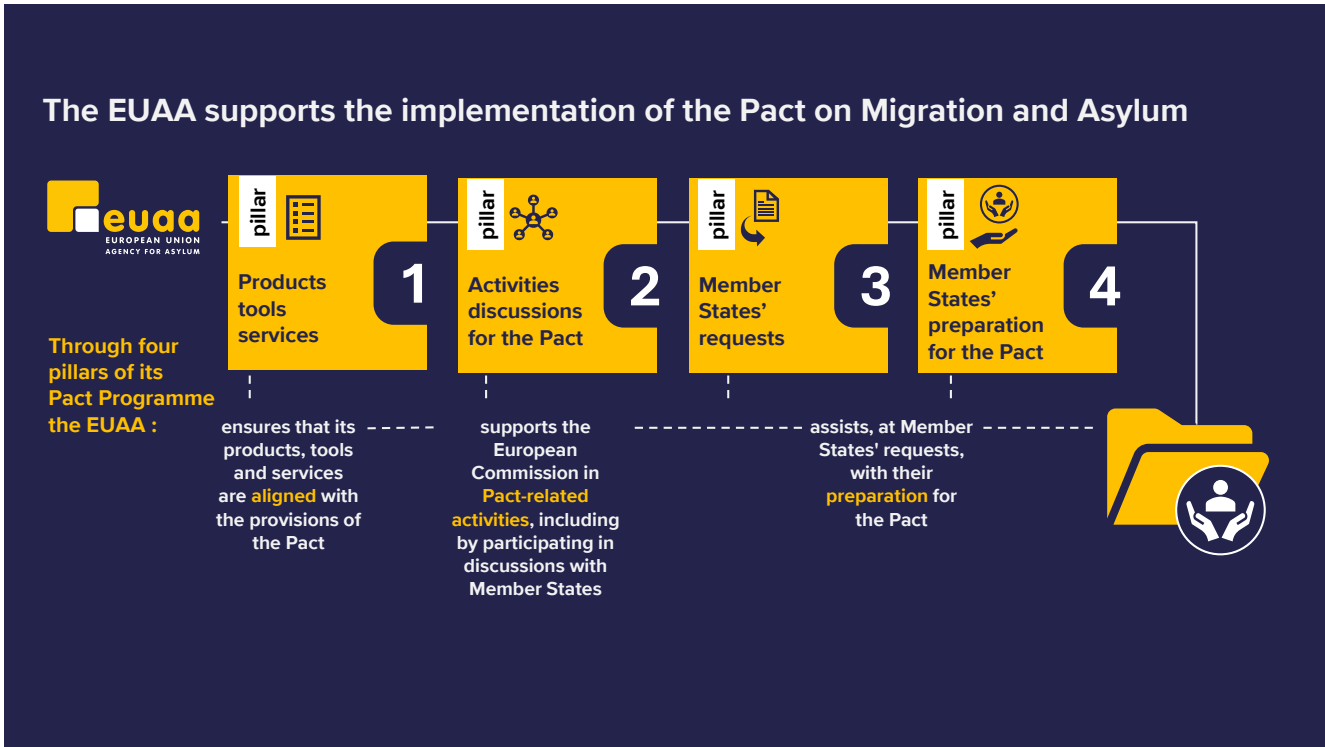 The EUAA supports the implementation of the Pact on Migration and Asylum
euaa
EUROPEAN UNION
AGENCY FOR ASYLUM
Through four
pillars of its
Pact Programme
the EUAA :
pillar
1
Products
tools
services
pillar
2
Activities
discussions
for the Pact
pillar
3
Member
States’
requests
pillar
4
Member
States’
preparation
for the Pact
ensures that its
products, tools
and services
are aligned with
the provisions of
the Pact
supports the
European
Commission in
Pact-related
activities, including
by participating in
discussions with
Member States
assists, at Member
States' requests,
with their
preparation for
the Pact